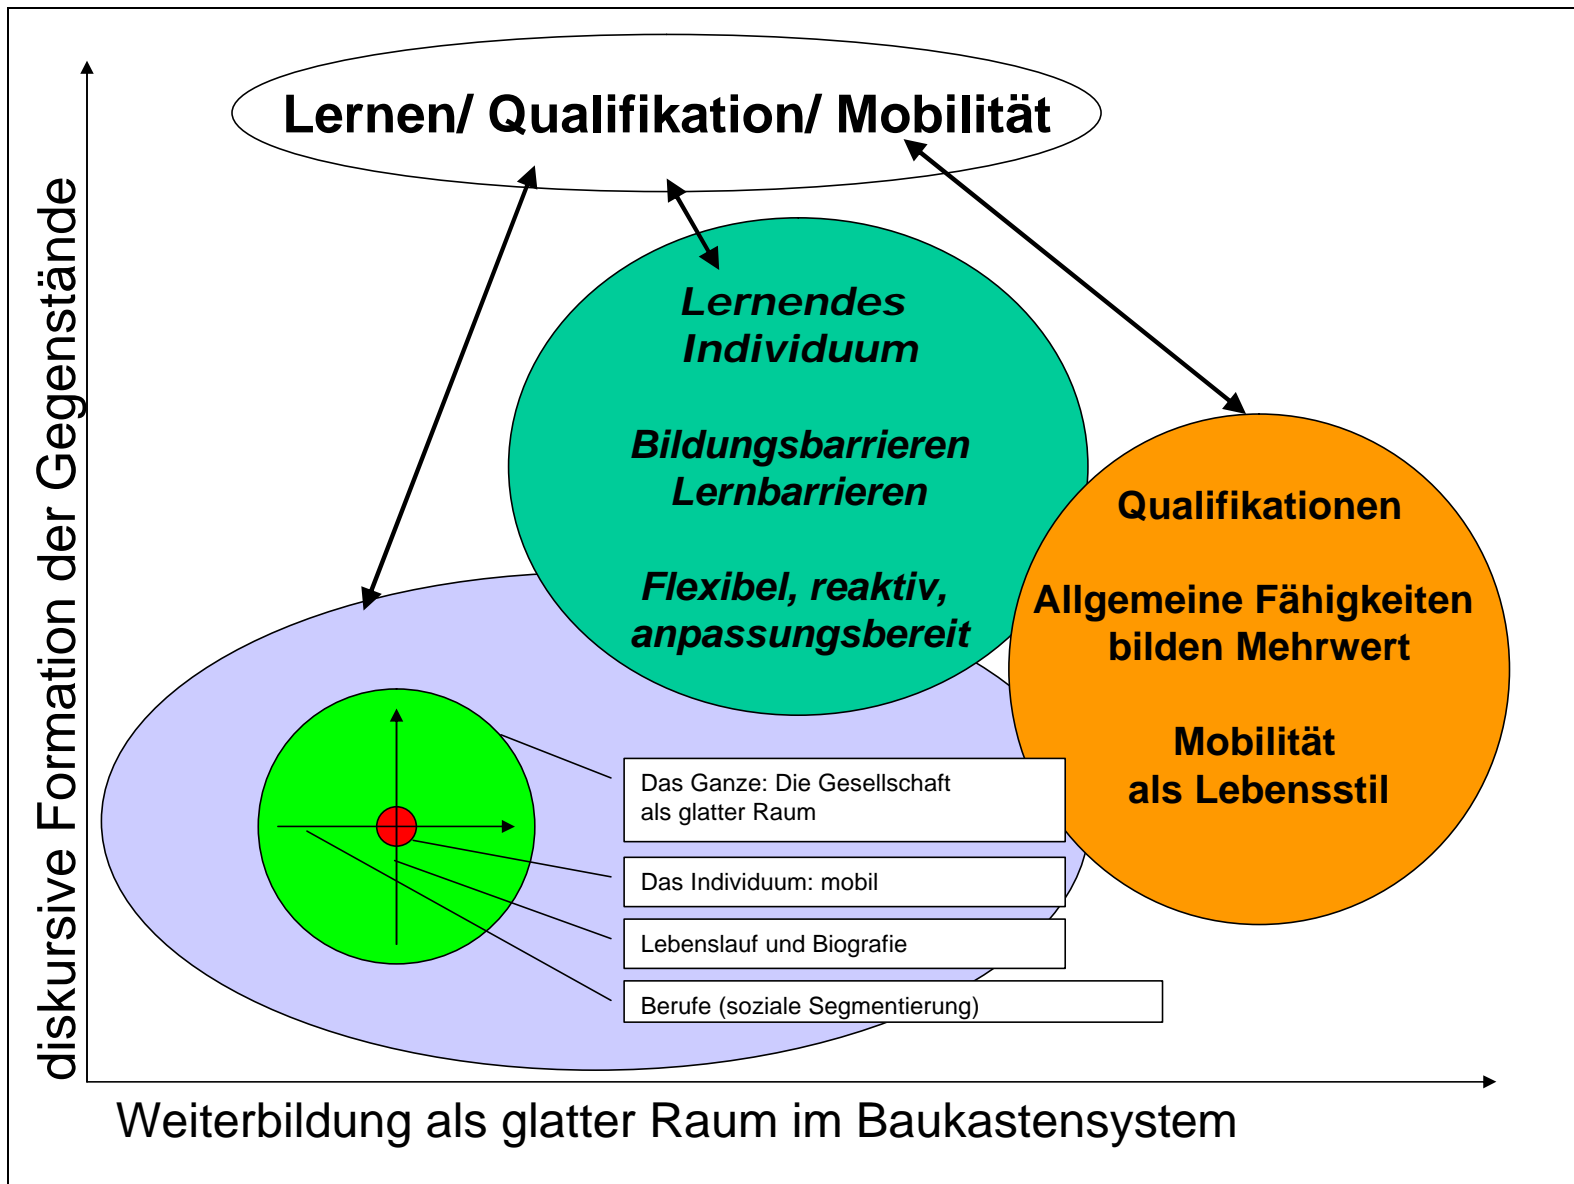 Lernen/ Qualifikation/ Mobilität
diskursive Formation der Gegenstände
Lernendes
Individuum
Bildungsbarrieren
Lernbarrieren
Flexibel, reaktiv,
anpassungsbereit
Qualifikationen
Allgemeine Fähigkeiten
bilden Mehrwert
Mobilität
als Lebensstil
Das Ganze: Die Gesellschaft
als glatter Raum
Das Individuum: mobil
Lebenslauf und Biografie
Berufe (soziale Segmentierung)
Weiterbildung als glatter Raum im Baukastensystem